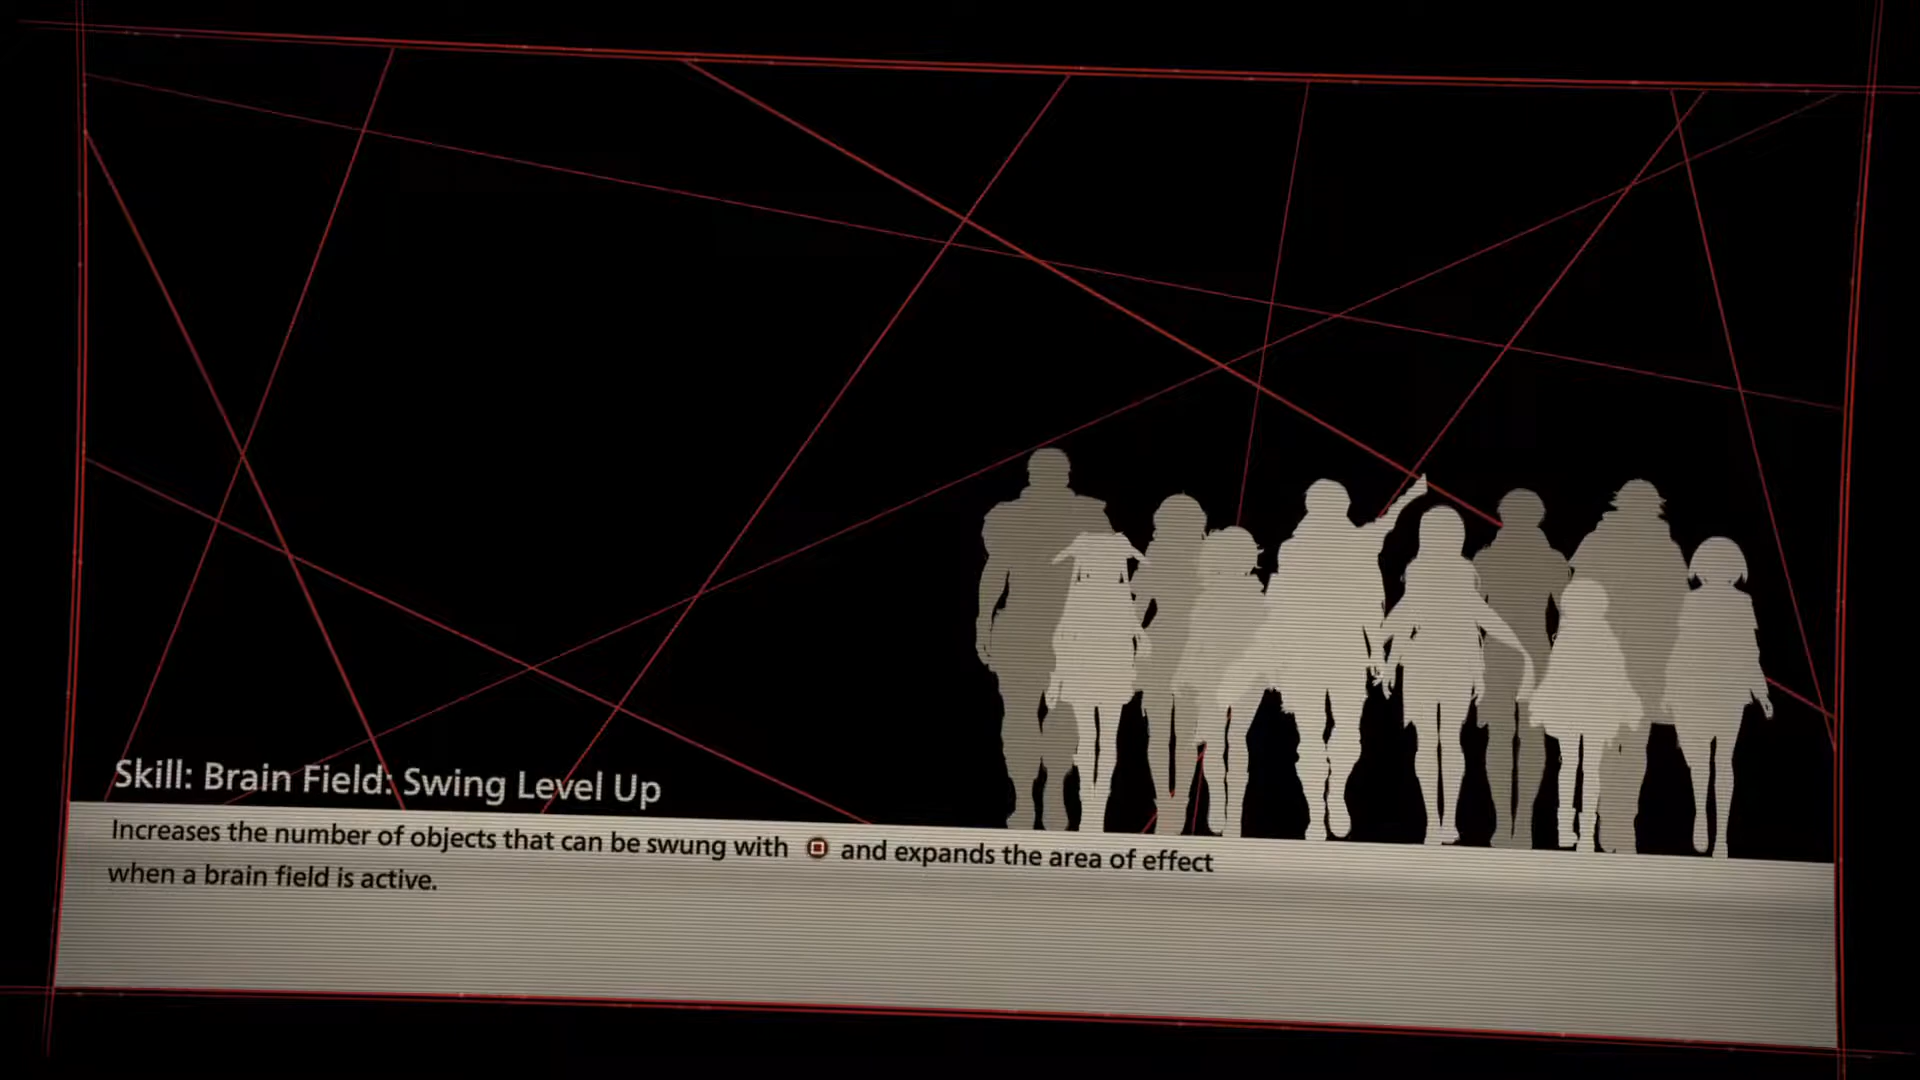 Skill: Brain Field: Swing Level Up
Increases the number of objects that can be swung with and expands the area of effect
when a brain field is active.